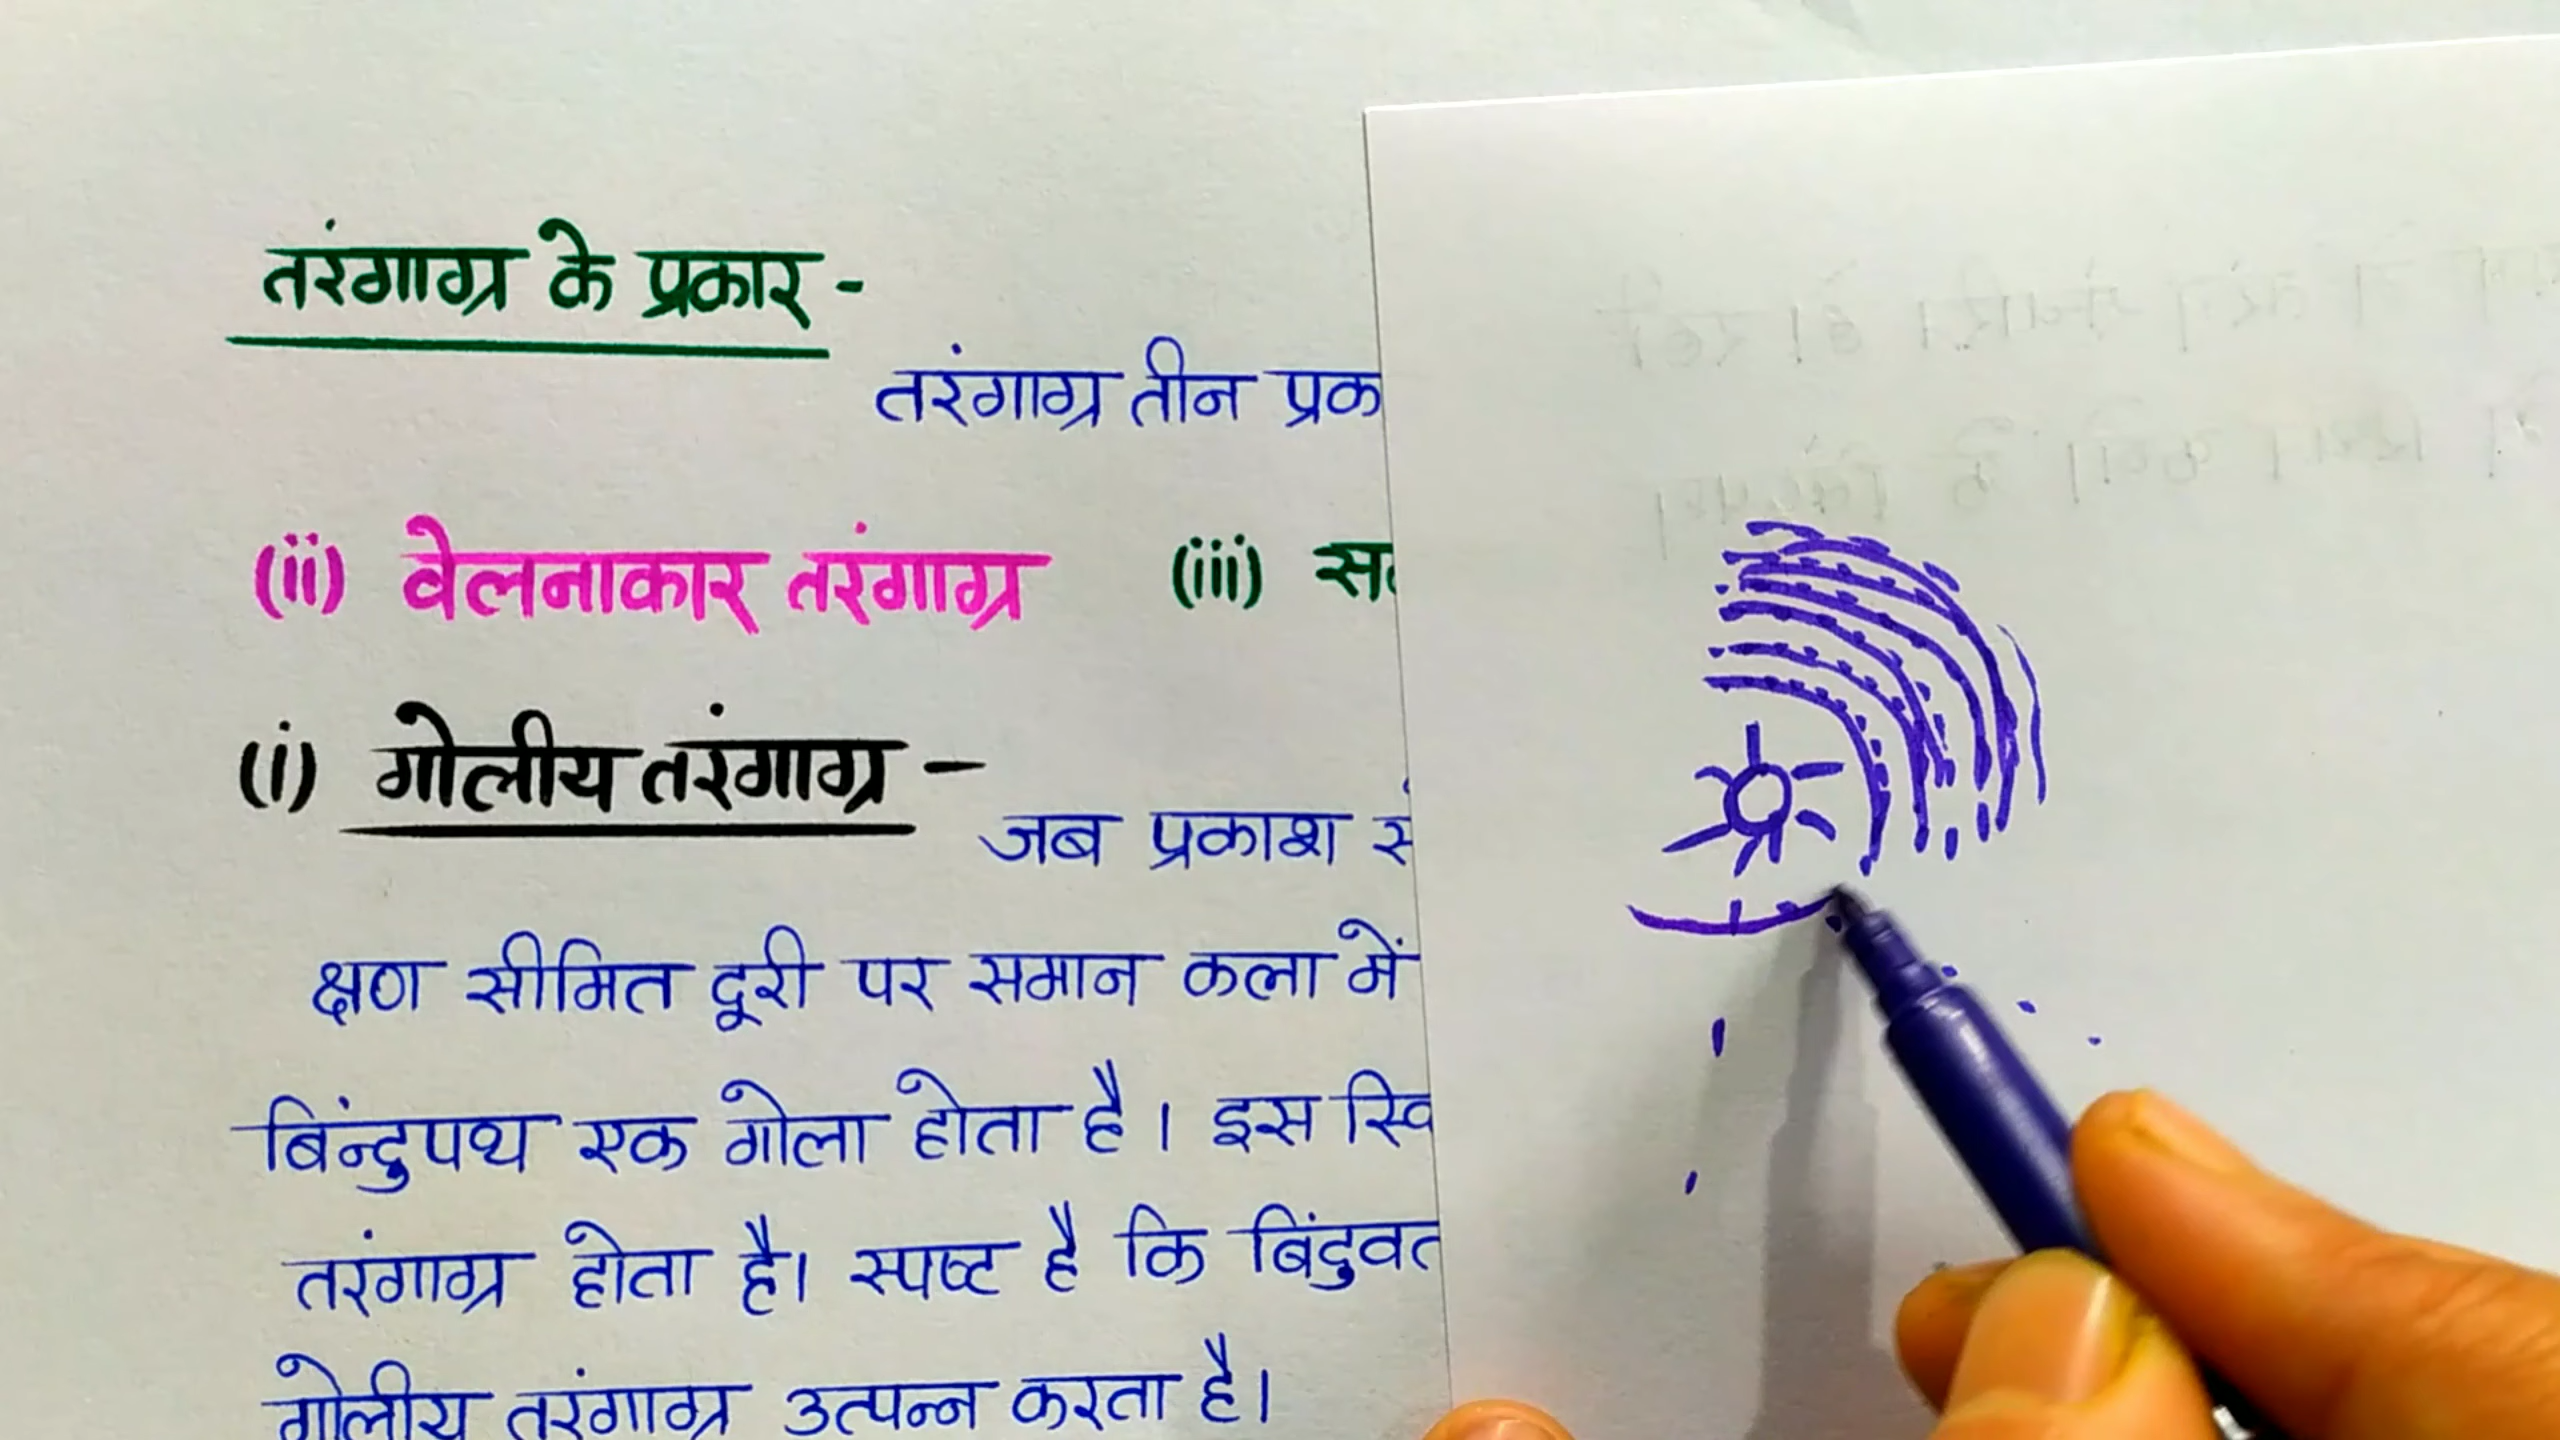 तरंगाग्र के प्रकार -
तरंगाग्र तीन प्रक
(ii) वेलनाकार तरंगाग्र (iii)
(i) गोलीय तरंगाग्र -
जब प्रकाश
क्षण सीमित दूरी पर समान कला में
बिंन्दुपथ एक गोला होता है। इस
तरंगाग्र होता है। स्पष्ट है कि बिंदुवत
गोलीय तरंगाग्र उत्पन्न करता है।